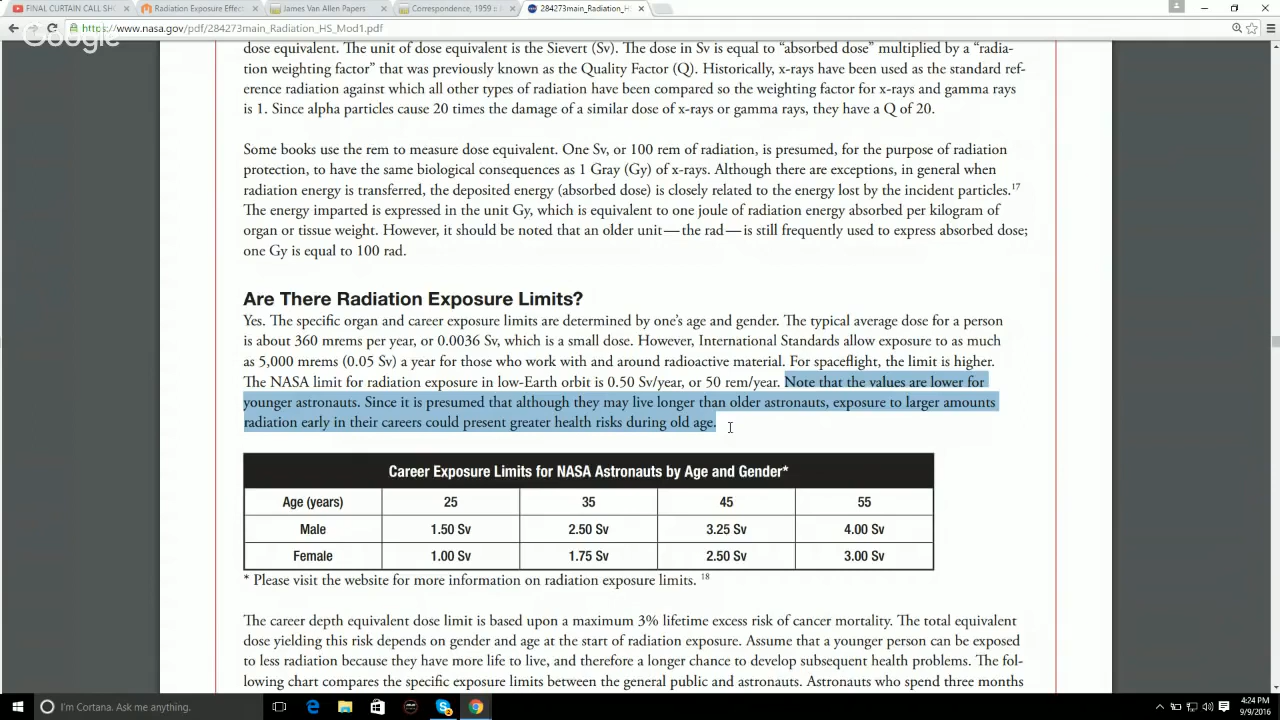 FINAL CURTAIN CALL SH
Radiation Exposure Effe
James Van Allen Papers
Correspondence, 1959
284273main_Radiation_H
https://www.nasa.gov/pdf/284273main_Radiation_HS_Mod1.pdf
Google
dose equivalent. The unit of dose equivalent is the Sievert (Sv). The dose in Sv is equal to “absorbed dose” multiplied by a “radia-
tion weighting factor” that was previously known as the Quality Factor (Q). Historically, x-rays have been used as the standard ref-
erence radiation against which all other types of radiation have been compared so the weighting factor for x-rays and gamma rays
is 1. Since alpha particles cause 20 times the damage of a similar dose of x-rays or gamma rays, they have a Q of 20.
Some books use the rem to measure dose equivalent. One Sv, or 100 rem of radiation, is presumed, for the purpose of radiation
protection, to have the same biological consequences as 1 Gray (Gy) of x-rays. Although there are exceptions, in general when
radiation energy is transferred, the deposited energy (absorbed dose) is closely related to the energy lost by the incident particles.17
The energy imparted is expressed in the unit Gy, which is equivalent to one joule of radiation energy absorbed per kilogram of
organ or tissue weight. However, it should be noted that an older unit—the rad—is still frequently used to express absorbed dose;
one Gy is equal to 100 rad.
Are There Radiation Exposure Limits?
Yes. The specific organ and career exposure limits are determined by one’s age and gender. The typical average dose for a person
is about 360 mrems per year, or 0.0036 Sv, which is a small dose. However, International Standards allow exposure to as much
as 5,000 mrems (0.05 Sv) a year for those who work with and around radioactive material. For spaceflight, the limit is higher.
The NASA limit for radiation exposure in low-Earth orbit is 0.50 Sv/year, or 50 rem/year. Note that the values are lower for
younger astronauts. Since it is presumed that although they may live longer than older astronauts, exposure to larger amounts
radiation early in their careers could present greater health risks during old age.
Career Exposure Limits for NASA Astronauts by Age and Gender*
Age (years) 25 35 45 55
Male 1.50 Sv 2.50 Sv 3.25 Sv 4.00 Sv
Female 1.00 Sv 1.75 Sv 2.50 Sv 3.00 Sv
* Please visit the website for more information on radiation exposure limits. 18
The career depth equivalent dose limit is based upon a maximum 3% lifetime excess risk of cancer mortality. The total equivalent
dose yielding this risk depends on gender and age at the start of radiation exposure. Assume that a younger person can be exposed
to less radiation because they have more life to live, and therefore a longer chance to develop subsequent health problems. The fol-
lowing chart compares the specific exposure limits between the general public and astronauts. Astronauts who spend three months
I'm Cortana. Ask me anything.
4:24 PM
9/9/2016